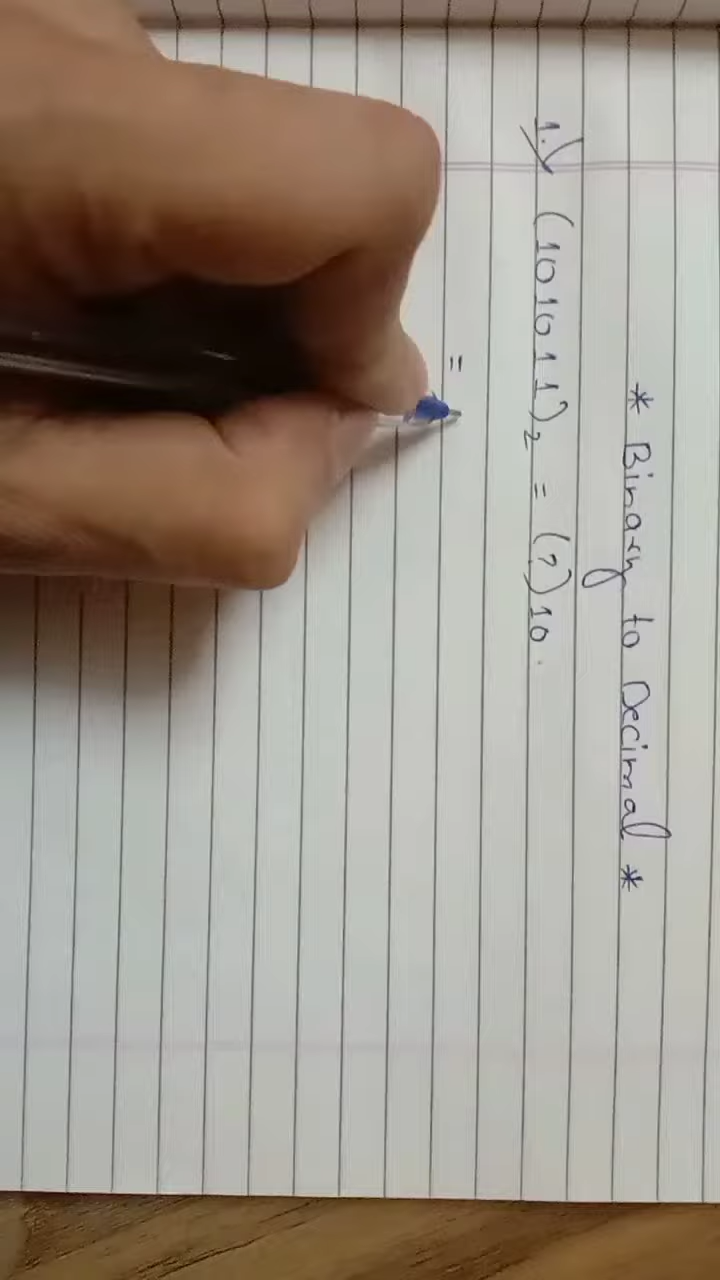 * Binary to Decimal *
1.) (101011)2 = (?)10.
=